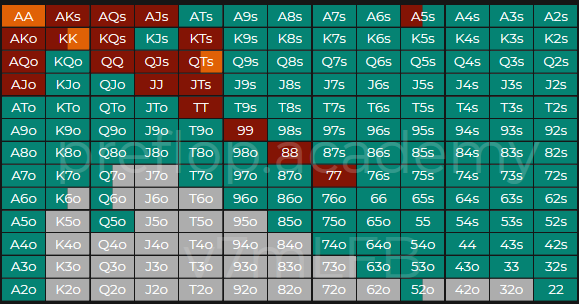 AA AKs AQs AJs ATs K9s A8s A7s A6s A5s A4s A3s A2s
AKo KK KQs KJs KTs K9s K8s K7s K6s K5s K4s K3s K2s
AQo KQo QQ QJs QTs Q9s Q8s Q7s Q6s Q5s Q4s Q3s Q2s
AJo KJo QJo JJ JTs J9s J8s J7s J6s J5s J4s J3s J2s
ATo KTo QTo JTo TT T9s T8s T7s T6s T5s T4s T3s T2s
A9o K9o Q9o J9o T9o 99 98s 97s 96s 95s 94s 93s 92s
A8o K8o Q8o J8o T8o 98o 88 87s 86s 85s 84s 83s 82s
preflop.academy
A7o K7o Q7o J7o T7o 97o 87o 77 76s 75s 74s 73s 72s
A6o K6o Q6o J6o T6o 96o 86o 76o 66 65s 64s 63s 62s
A5o K5o Q5o J5o T5o 95o 85o 75o 65o 55 54s 53s 52s
A4o K4o Q4o J4o T4o 94o 84o 74o 64o 54o 44 43s 42s
A3o K3o Q3o J3o T3o 93o 83o 73o 63o 53o 43o 33 32s
A2o K2o Q2o J2o T2o 92o 82o 72o 62o 52o 42o 32o 22